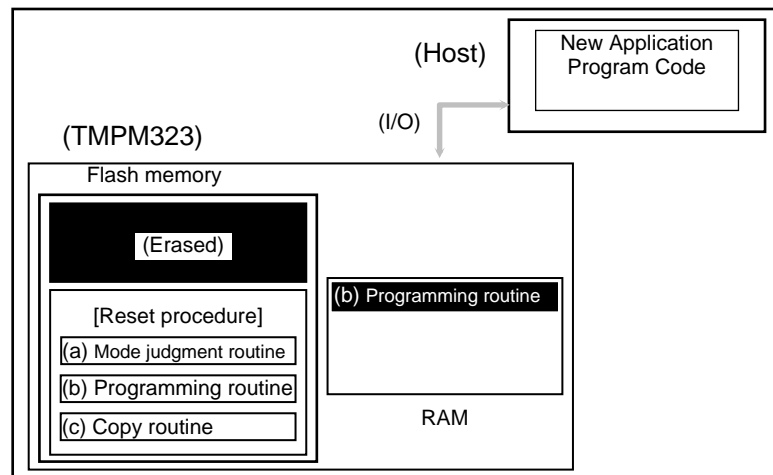 (Host)
New Application
Program Code
(I/O)
(TMPM323)
Flash memory
(Erased)
[Reset procedure]
(a) Mode judgment routine
(b) Programming routine
(c) Copy routine
(b) Programming routine
RAM